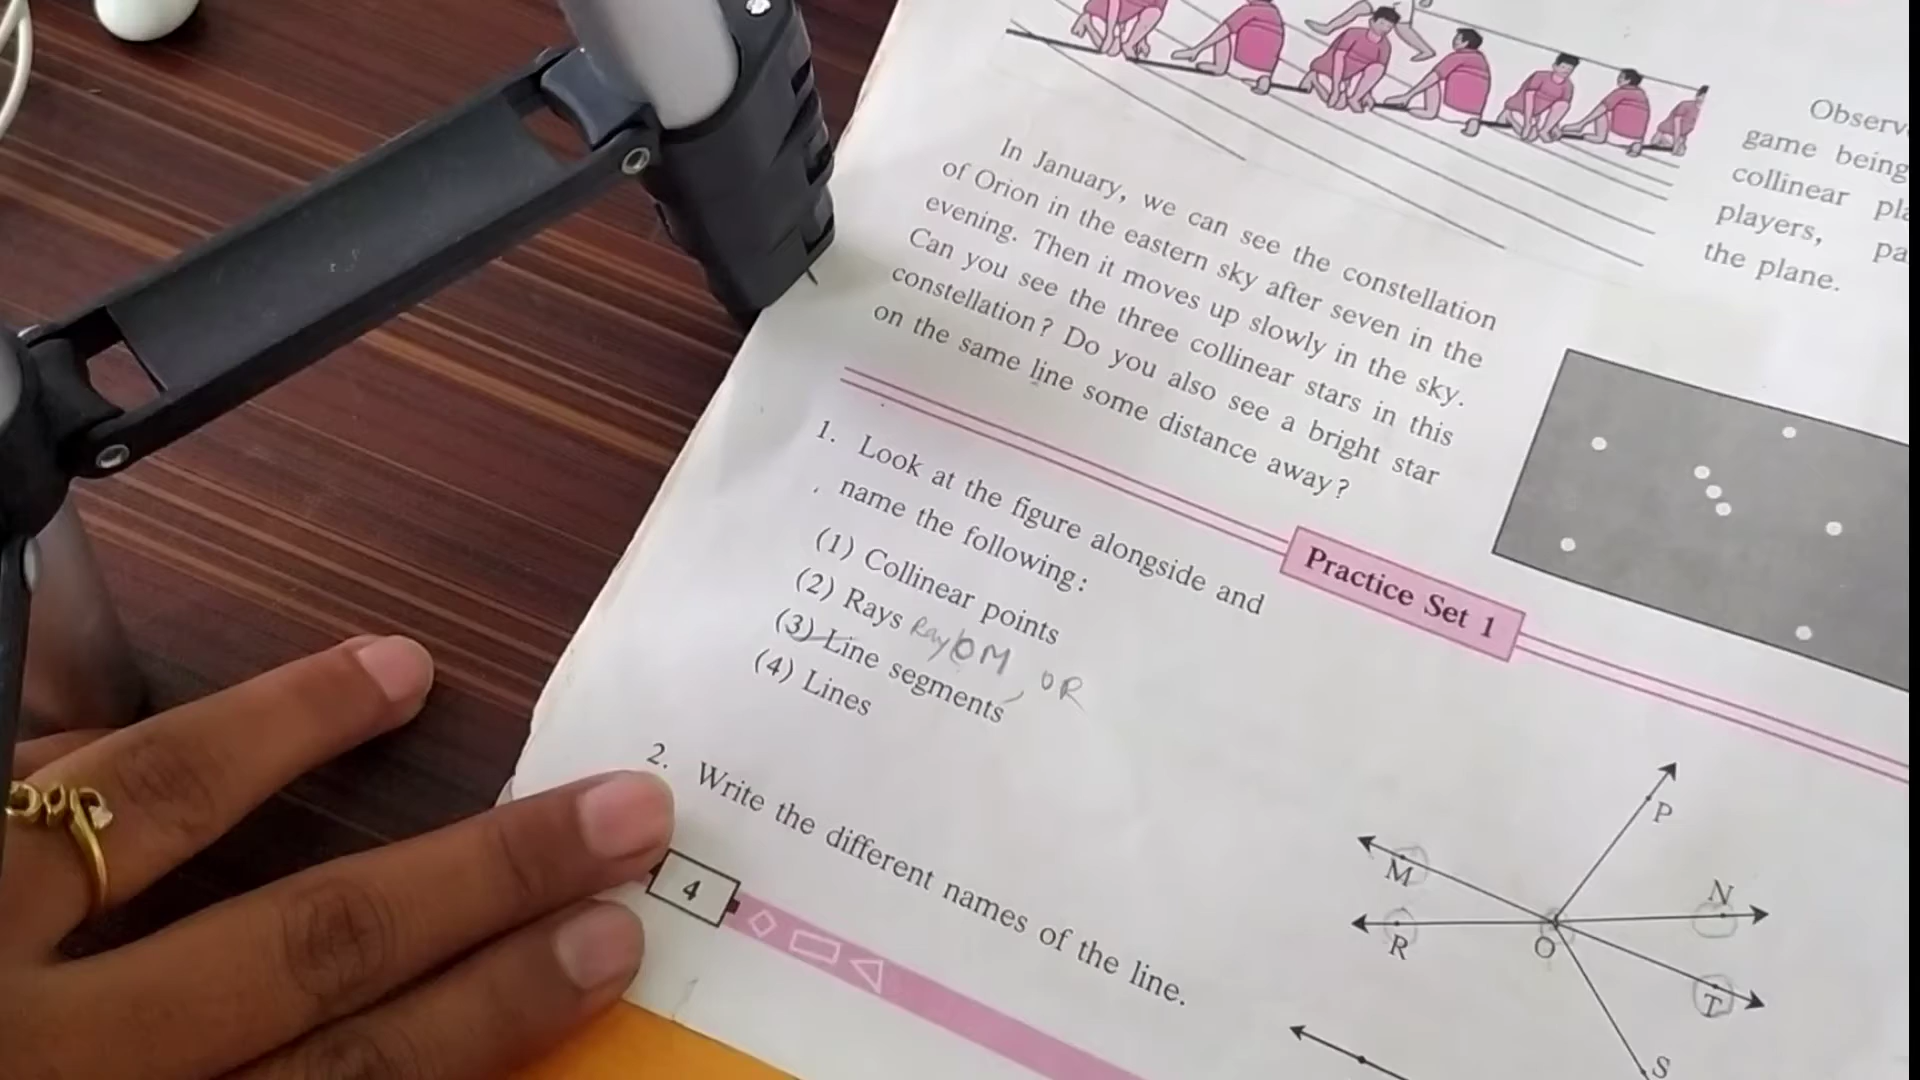 In January, we can see the constellation
of Orion in the eastern sky after seven in the
evening. Then it moves up slowly in the sky.
Can you see the three collinear stars in this
constellation? Do you also see a bright star
on the same line some distance away?
Observ
game being
collinear pla
players, pa
the plane.
Practice Set 1
1. Look at the figure alongside and
name the following:
(1) Collinear points
(2) Rays Ray OM, OR
(3) Line segments
(4) Lines
P
M
N
R
O
T
S
2. Write the different names of the line.
4